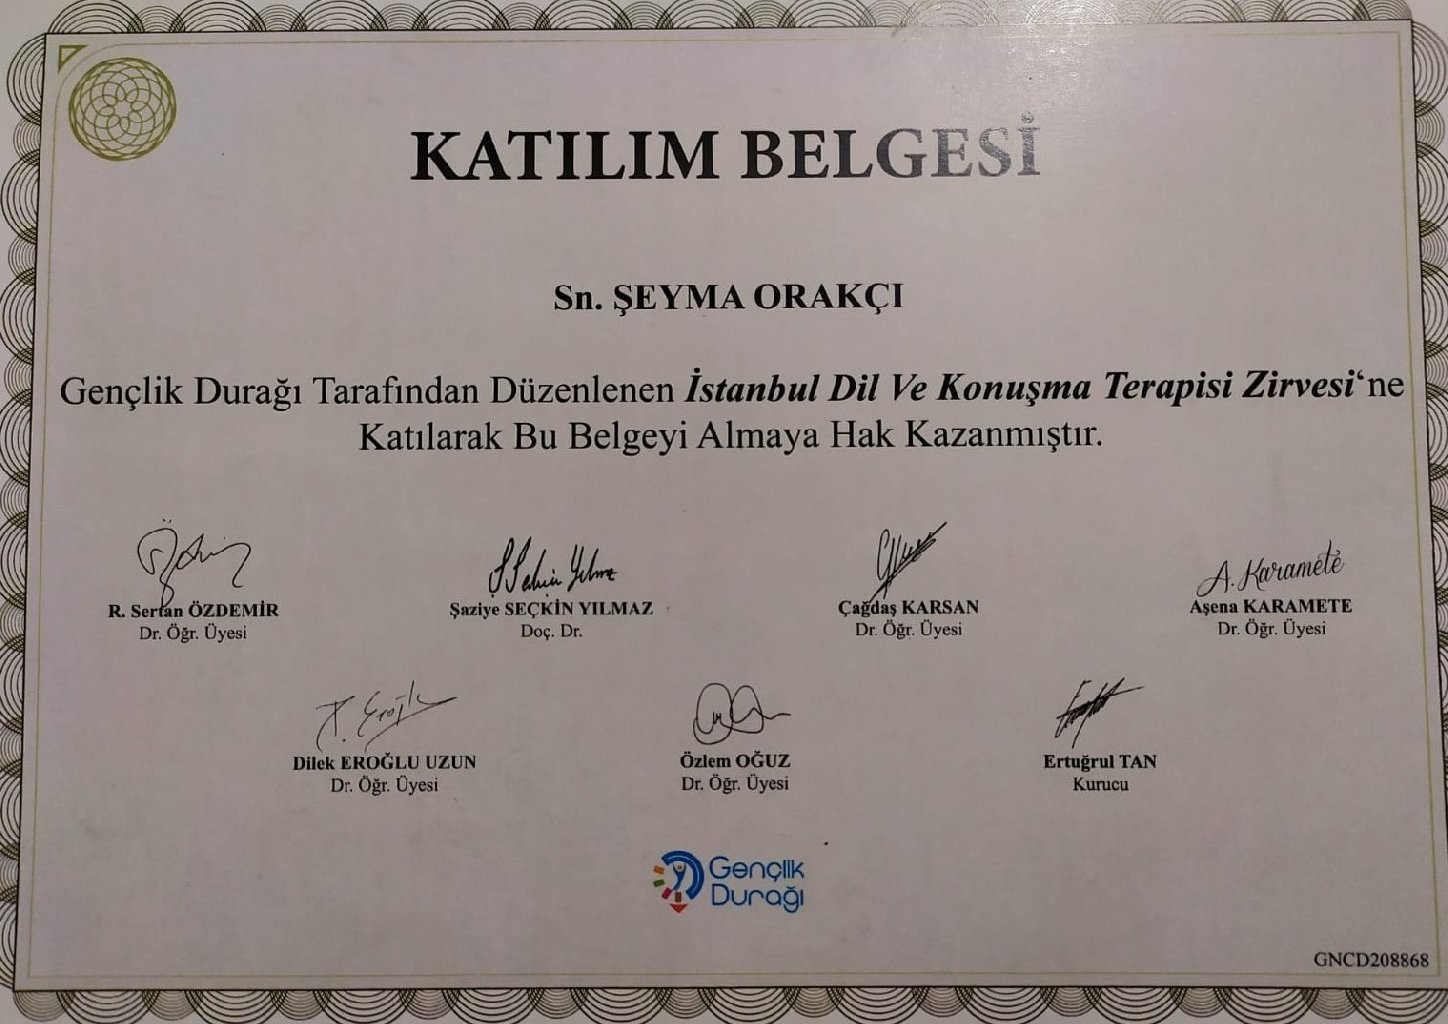 KATILIM BELGESİ
Sn. ŞEYMA ORAKÇI
Gençlik Durağı Tarafından Düzenlenen İstanbul Dil Ve Konuşma Terapisi Zirvesi‘ne
Katılarak Bu Belgeyi Almaya Hak Kazanmıştır.
R. Sertan ÖZDEMİR
Dr. Öğr. Üyesi
Şaziye SEÇKİN YILMAZ
Doç. Dr.
Çağdaş KARSAN
Dr. Öğr. Üyesi
A. Karamete
Aşena KARAMETE
Dr. Öğr. Üyesi
Dilek EROĞLU UZUN
Dr. Öğr. Üyesi
Özlem OĞUZ
Dr. Öğr. Üyesi
Ertuğrul TAN
Kurucu
Gençlik
Durağı
GNCD208868